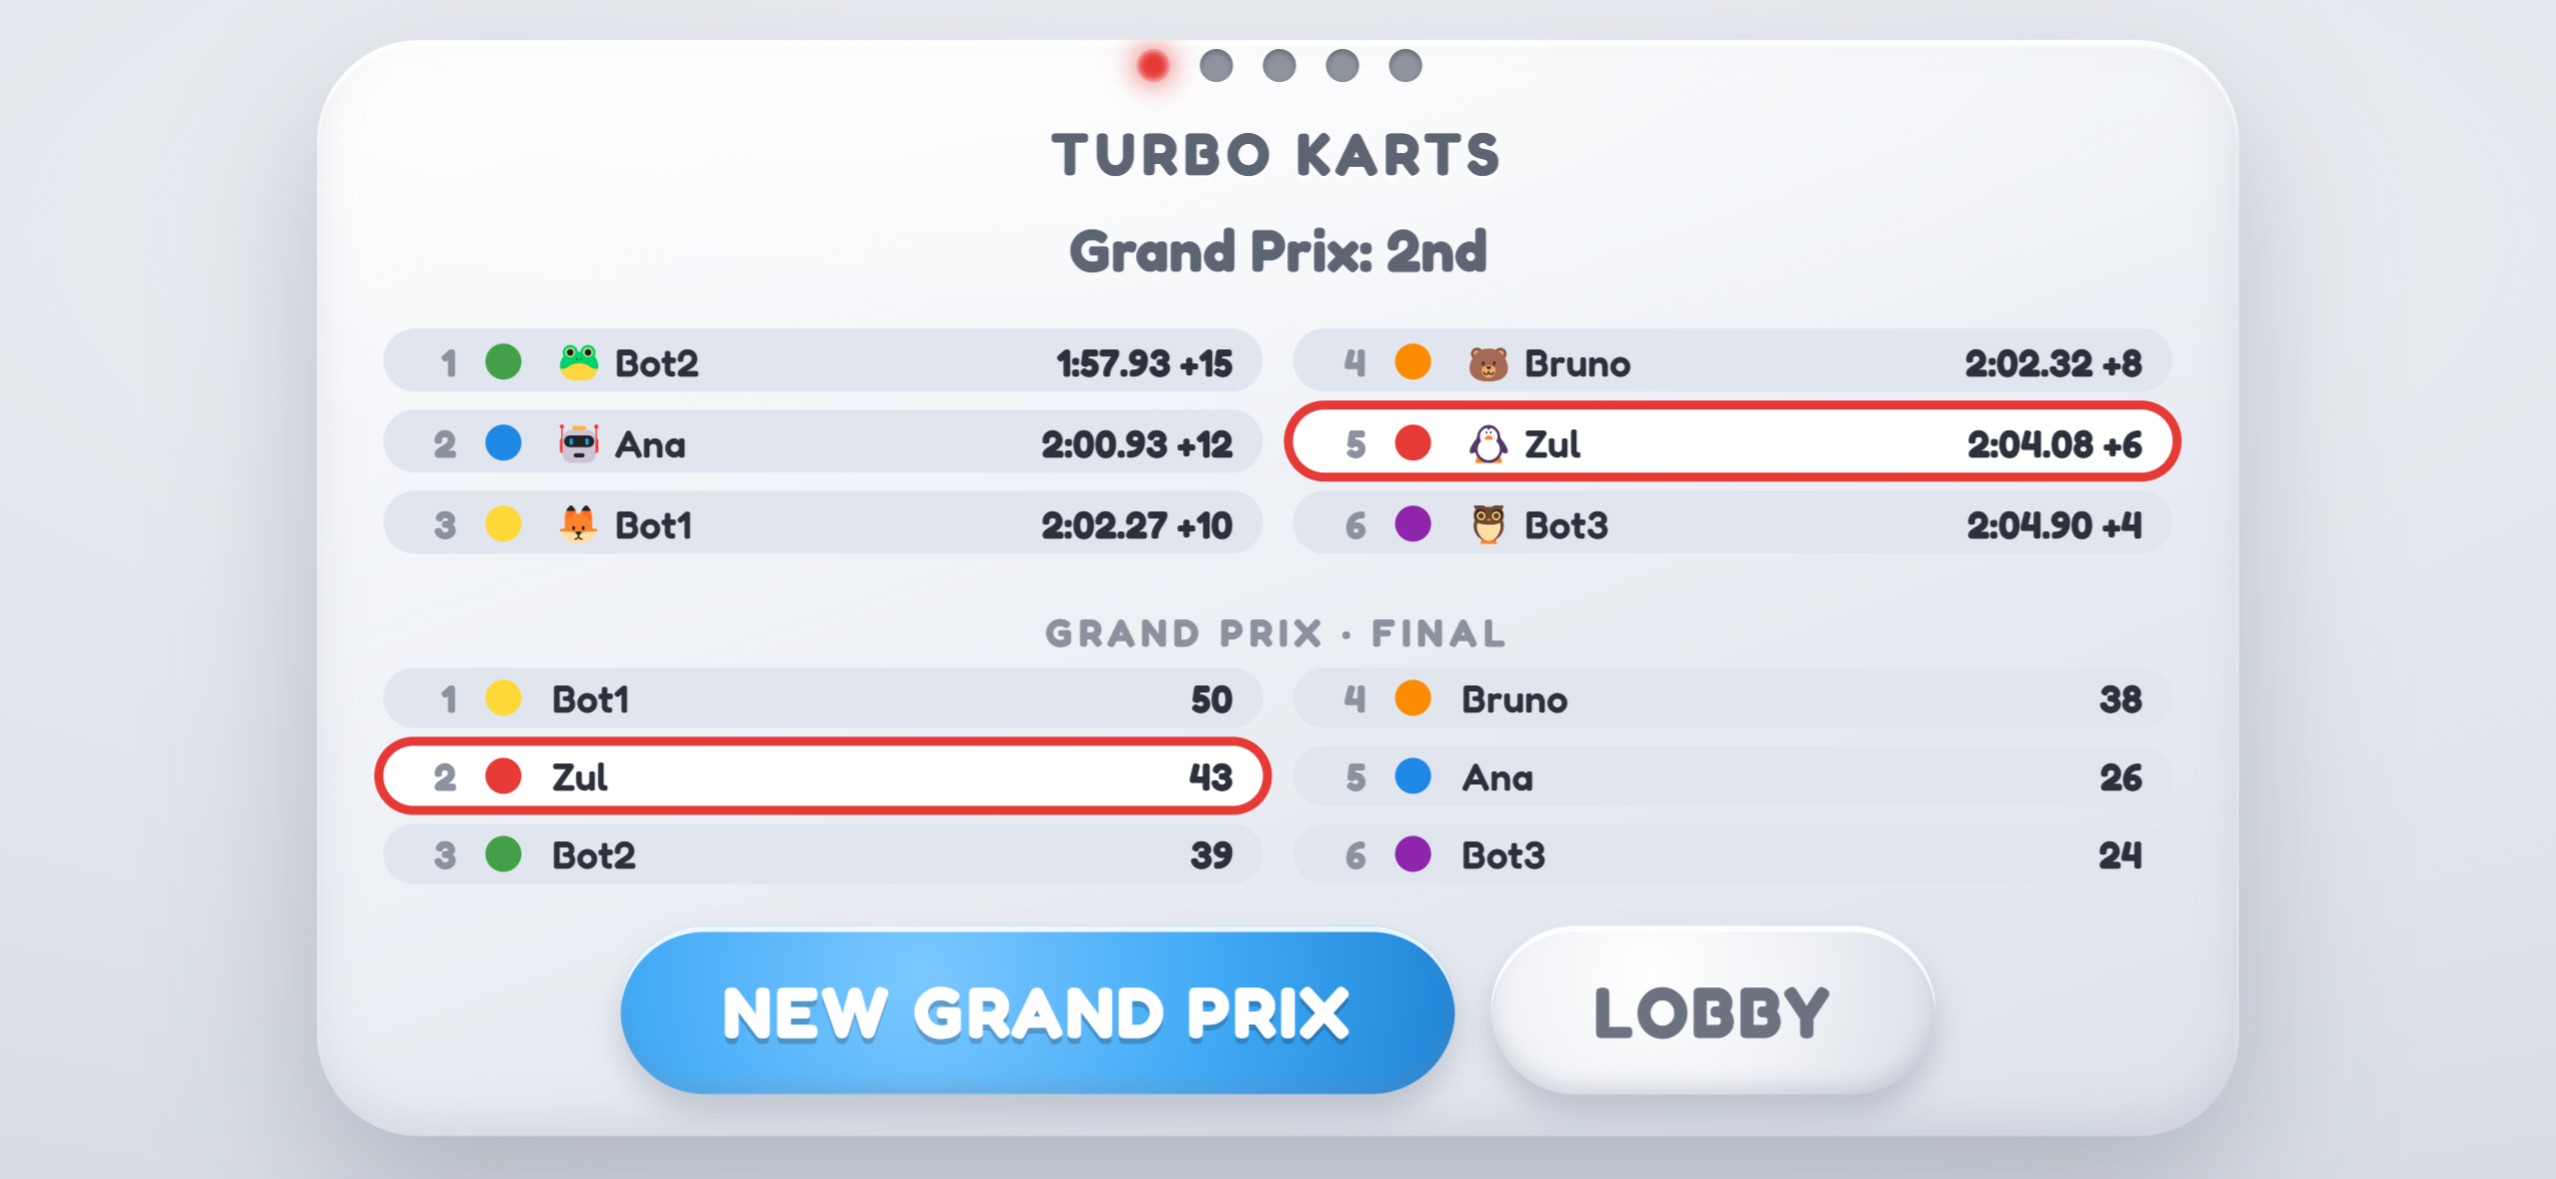 TURBO KARTS
Grand Prix: 2nd
1 Bot2 1:57.93 +15
2 Ana 2:00.93 +12
3 Bot1 2:02.27 +10
4 Bruno 2:02.32 +8
5 Zul 2:04.08 +6
6 Bot3 2:04.90 +4
GRAND PRIX · FINAL
1 Bot1 50
2 Zul 43
3 Bot2 39
4 Bruno 38
5 Ana 26
6 Bot3 24
NEW GRAND PRIX
LOBBY